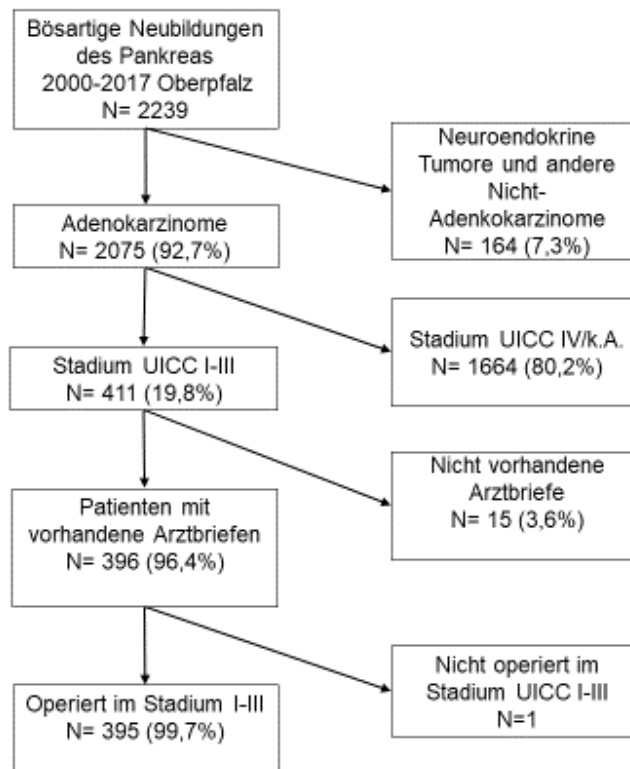 Bösartige Neubildungen
des Pankreas
2000-2017 Oberpfalz
N= 2239
Neuroendokrine
Tumore und andere
Nicht-
Adenkokarzinome
N= 164 (7,3%)
Adenokarzinome
N= 2075 (92,7%)
Stadium UICC IV/k.A.
N= 1664 (80,2%)
Stadium UICC I-III
N= 411 (19,8%)
Nicht vorhandene
Arztbriefe
N= 15 (3,6%)
Patienten mit
vorhandene Arztbriefen
N= 396 (96,4%)
Nicht operiert im
Stadium UICC I-III
N=1
Operiert im Stadium I-III
N= 395 (99,7%)